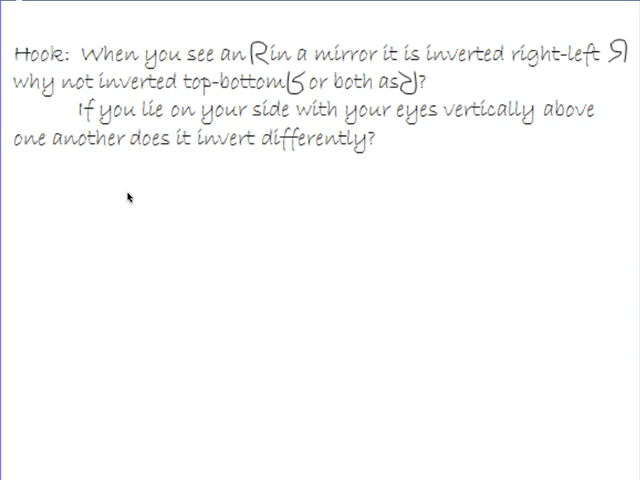 Hook: When you see an R in a mirror it is inverted right-left Я
why not inverted top-bottom or both as ?
If you lie on your side with your eyes vertically above
one another does it invert differently?